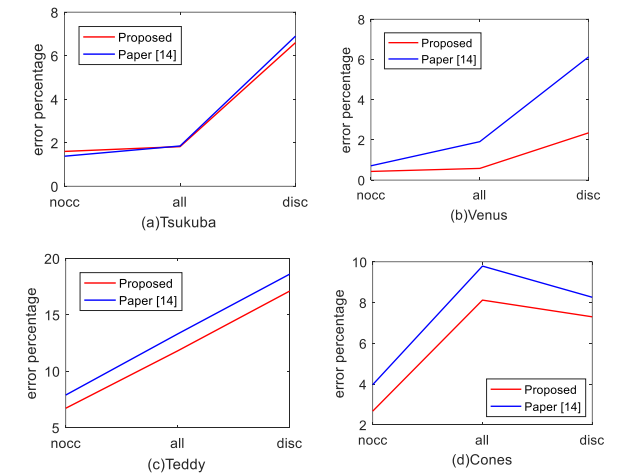 8
6
4
2
0
error percentage
Proposed
Paper [14]
nocc all disc
(a)Tsukuba
8
6
4
2
0
error percentage
Proposed
Paper [14]
nocc all disc
(b)Venus
20
15
10
5
error percentage
Proposed
Paper [14]
nocc all disc
(c)Teddy
10
8
6
4
2
error percentage
Proposed
Paper [14]
nocc all disc
(d)Cones